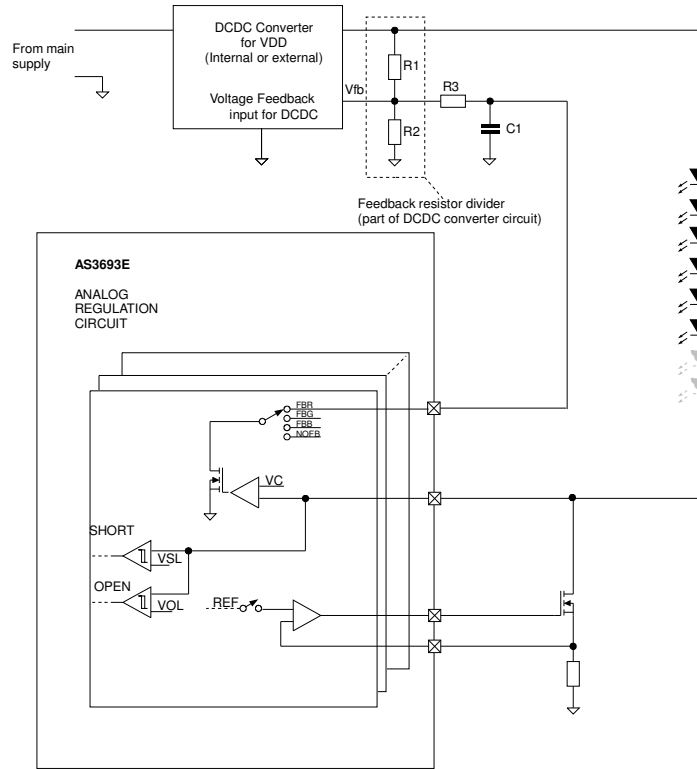 DCDC Converter
for VDD
(Internal or external)
From main
supply
Voltage Feedback
input for DCDC
Vfb
R1
R2
R3
C1
Feedback resistor divider
(part of DCDC converter circuit)
AS3693E
ANALOG
REGULATION
CIRCUIT
FBR
FBG
FBB
NOFB
VC
SHORT
VSL
OPEN
VOL
REF